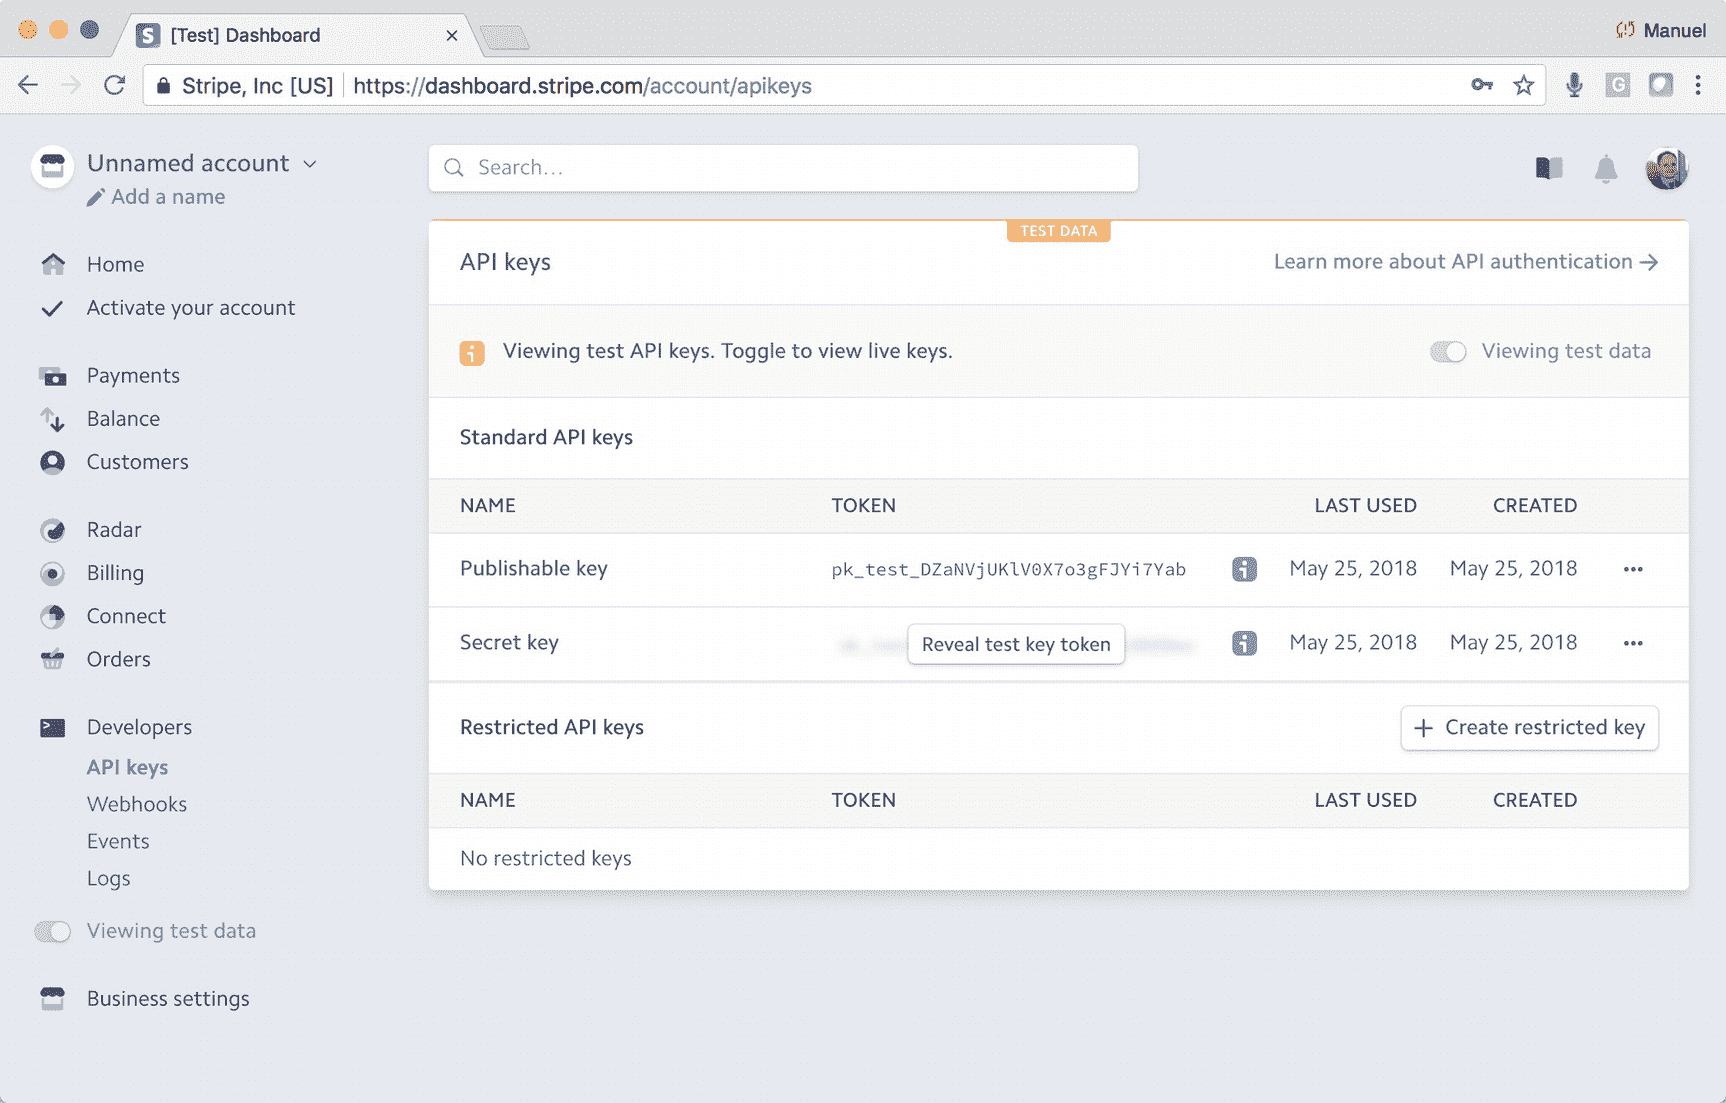 [Test] Dashboard
Manuel
Stripe, Inc [US] https://dashboard.stripe.com/account/apikeys
Unnamed account
Add a name
Search...
Home
Activate your account
Payments
Balance
Customers
Radar
Billing
Connect
Orders
Developers
API keys
Webhooks
Events
Logs
Viewing test data
Business settings
TEST DATA
API keys
Learn more about API authentication →
Viewing test API keys. Toggle to view live keys.
Viewing test data
Standard API keys
NAME TOKEN LAST USED CREATED
Publishable key pk_test_DZaNVjUKlV0X7o3gFJYi7Yab May 25, 2018 May 25, 2018
Secret key Reveal test key token May 25, 2018 May 25, 2018
Restricted API keys
+ Create restricted key
NAME TOKEN LAST USED CREATED
No restricted keys